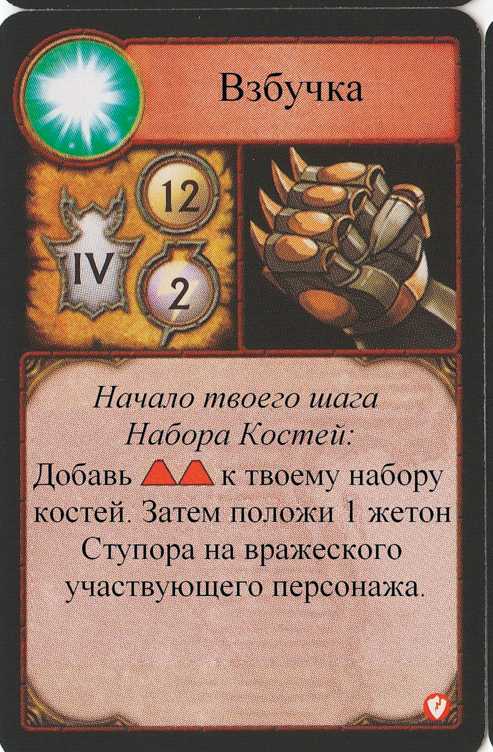 Взбучка
12
IV
2
Начало твоего шага
Набора Костей:
Добавь к твоему набору
костей. Затем положи 1 жетон
Ступора на вражеского
участвующего персонажа.